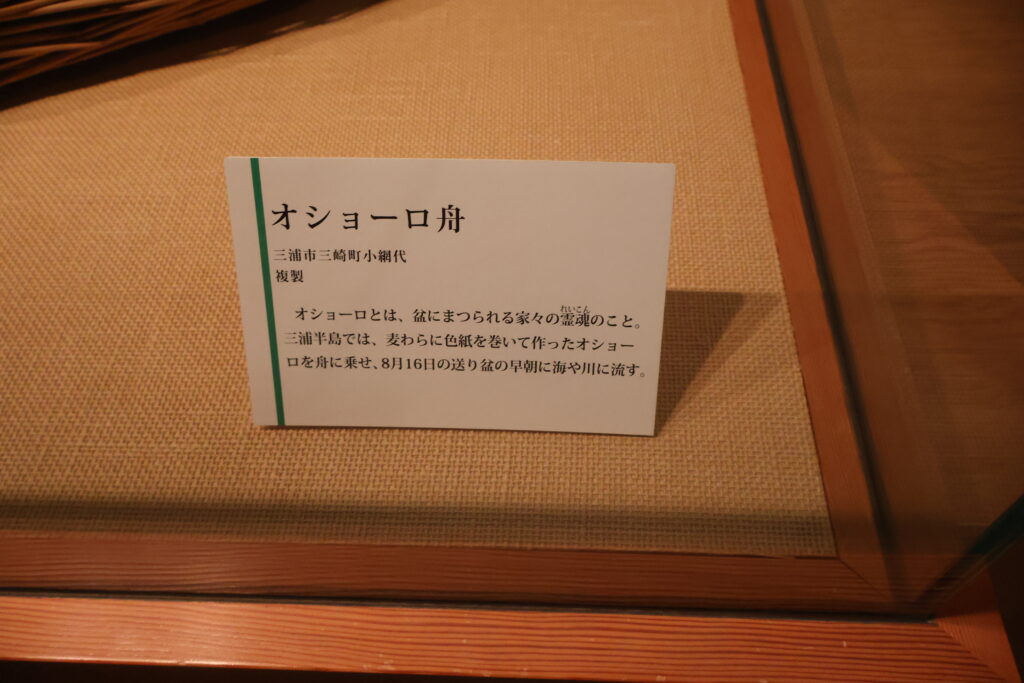 オショーロ舟
三浦市三崎町小網代
複製
オショーロとは、盆にまつられる家々の霊魂のこと。
れいこん
三浦半島では、麦わらに色紙を巻いて作ったオショー
ロを舟に乗せ、8月16日の送り盆の早朝に海や川に流す。